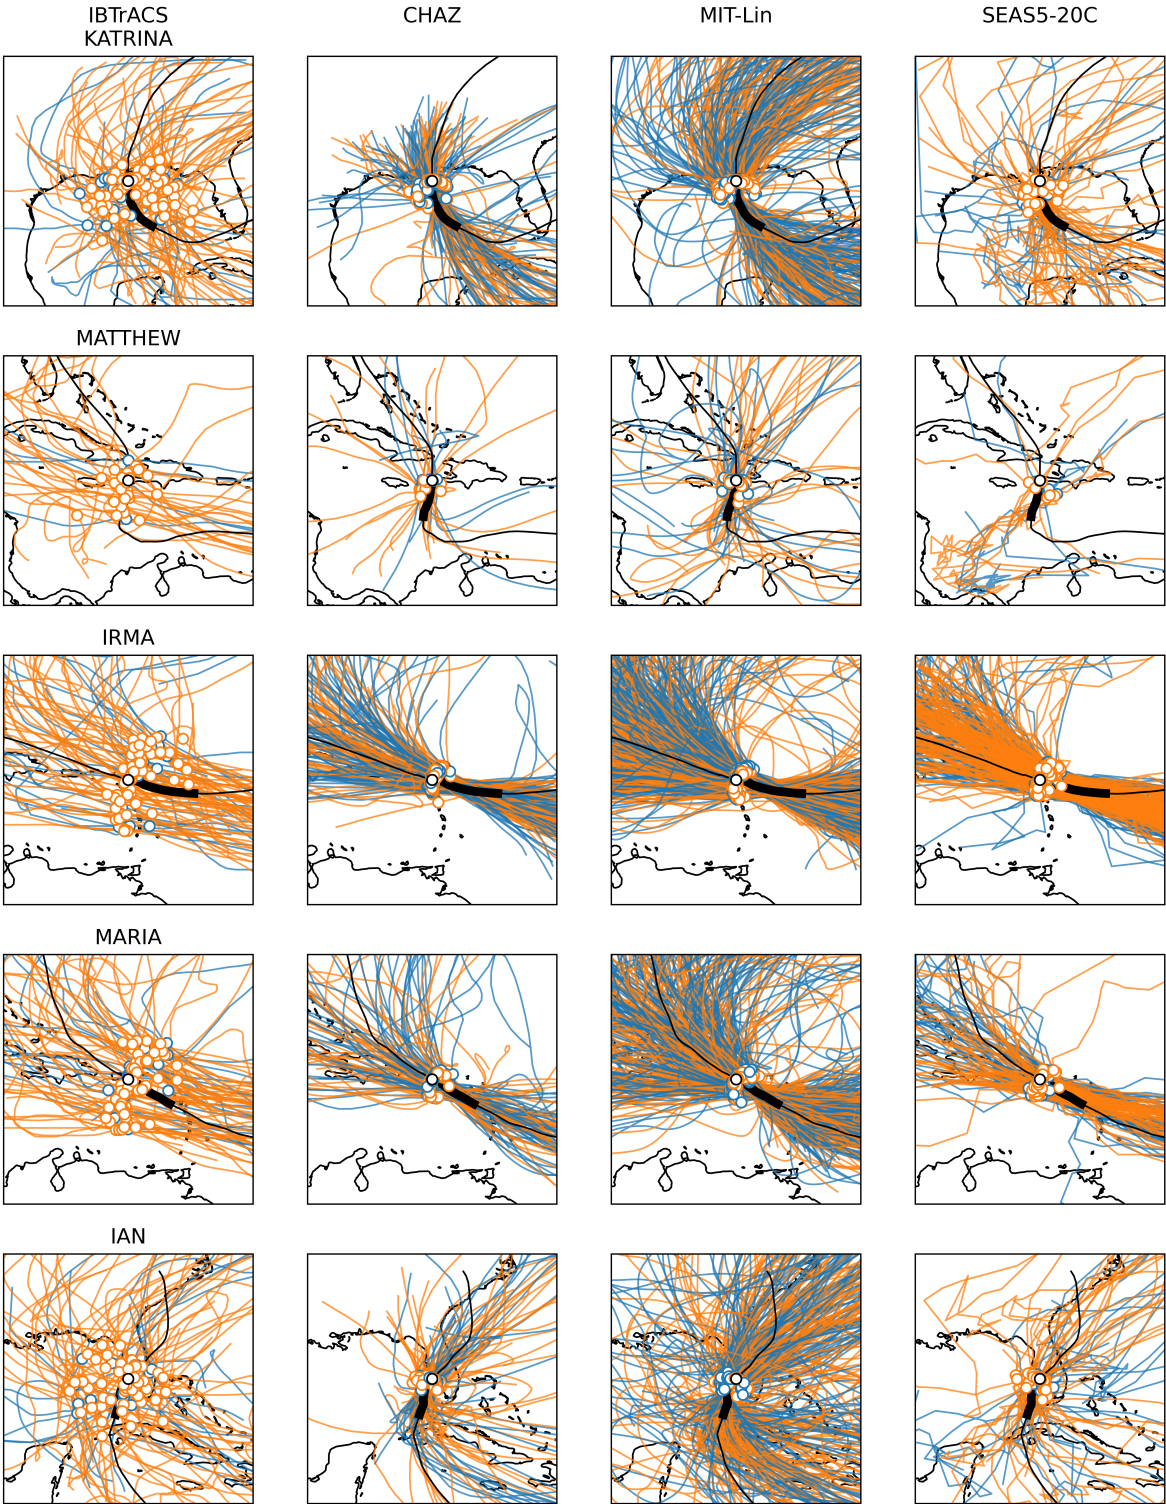 IBTrACS
KATRINA
CHAZ
MIT-Lin
SEAS5-20C
MATTHEW
IRMA
MARIA
IAN